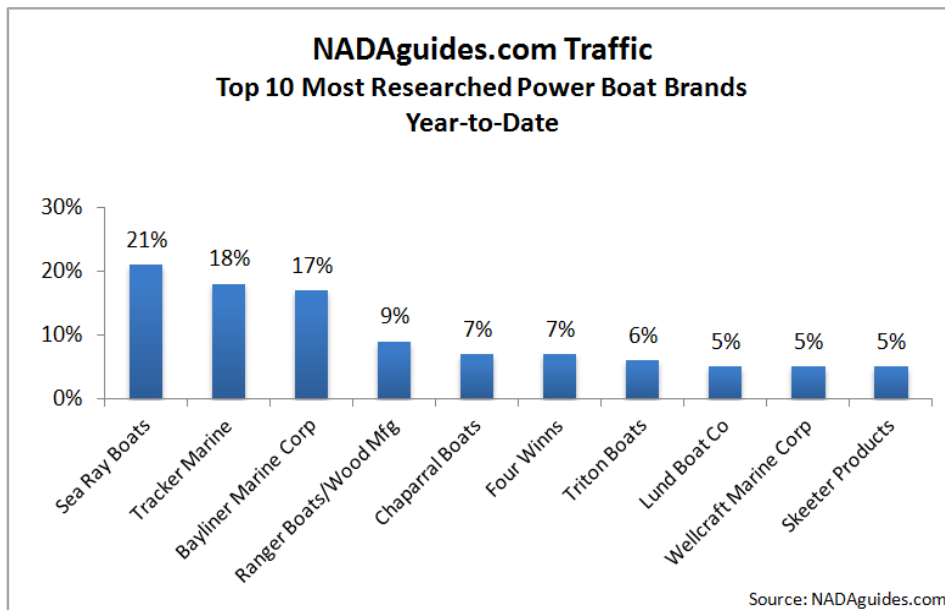 NADAguides.com Traffic
Top 10 Most Researched Power Boat Brands
Year-to-Date
30%
20%
10%
0%
21%
18%
17%
9%
7%
7%
6%
5%
5%
5%
Sea Ray Boats
Tracker Marine
Bayliner Marine Corp
Ranger Boats/Wood Mfg
Chaparral Boats
Four Winns
Triton Boats
Lund Boat Co
Wellcraft Marine Corp
Skeeter Products
Source: NADAguides.com